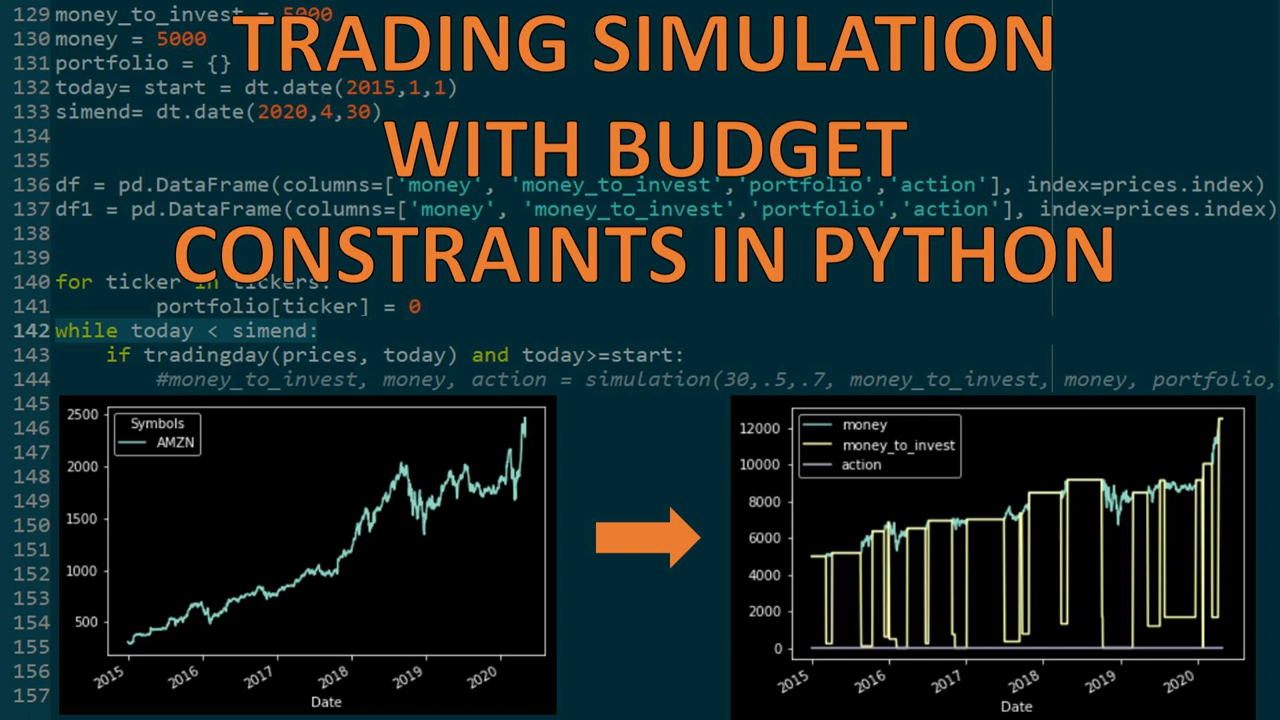 TRADING SIMULATION
WITH BUDGET
CONSTRAINTS IN PYTHON
129 money_to_invest = 5000
130 money = 5000
131 portfolio = {}
132 today= start = dt.date(2015,1,1)
133 simend= dt.date(2020,4,30)
134
135
136 df = pd.DataFrame(columns=['money', 'money_to_invest','portfolio','action'], index=prices.index)
137 df1 = pd.DataFrame(columns=['money', 'money_to_invest','portfolio','action'], index=prices.index)
138
139
140 for ticker in tickers:
141 portfolio[ticker] = 0
142 while today < simend:
143 if tradingday(prices, today) and today>=start:
144 #money_to_invest, money, action = simulation(30,.5,.7, money_to_invest, money, portfolio,
145
146
147
148
149
150
151
152
153
154
155
156
157
Symbols
AMZN
2500
2000
1500
1000
500
2015 2016 2017 2018 2019 2020
Date
money
money_to_invest
action
12000
10000
8000
6000
4000
2000
0
2015 2016 2017 2018 2019 2020
Date